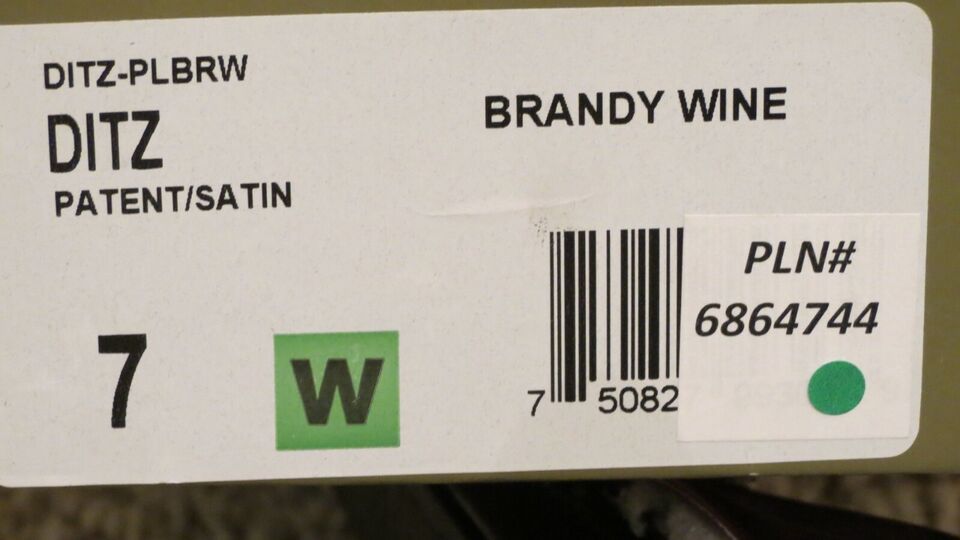 DITZ-PLBRW
DITZ
PATENT/SATIN
BRANDY WINE
7
W
7 5082
PLN#
6864744